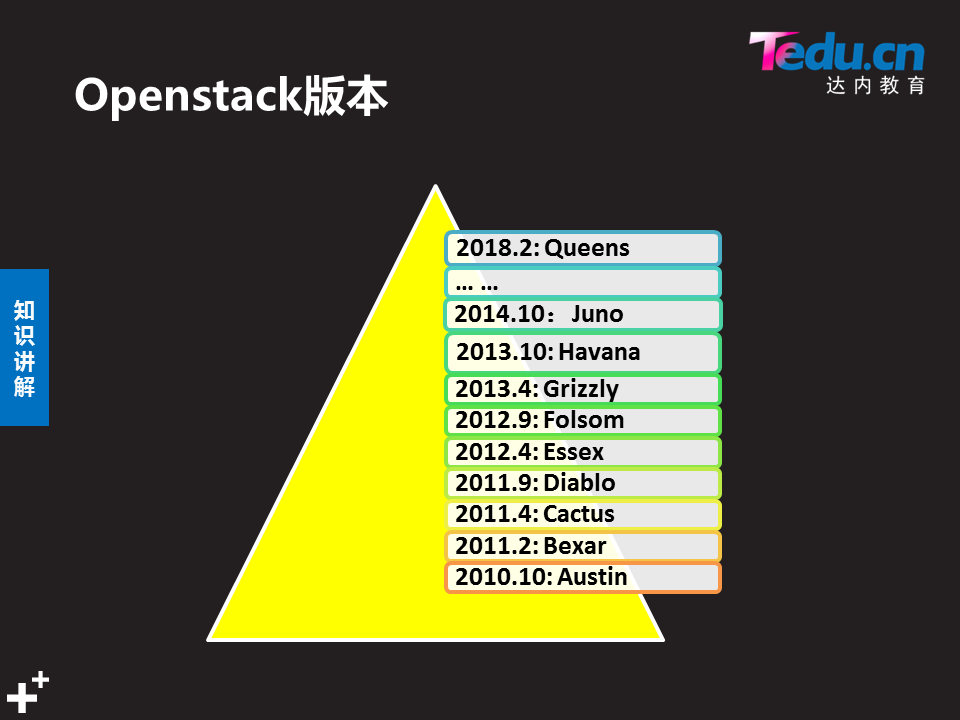 Tedu.cn
达内教育
Openstack版本
2018.2: Queens
... ...
2014.10：Juno
2013.10: Havana
2013.4: Grizzly
2012.9: Folsom
2012.4: Essex
2011.9: Diablo
2011.4: Cactus
2011.2: Bexar
2010.10: Austin
知
识
讲
解